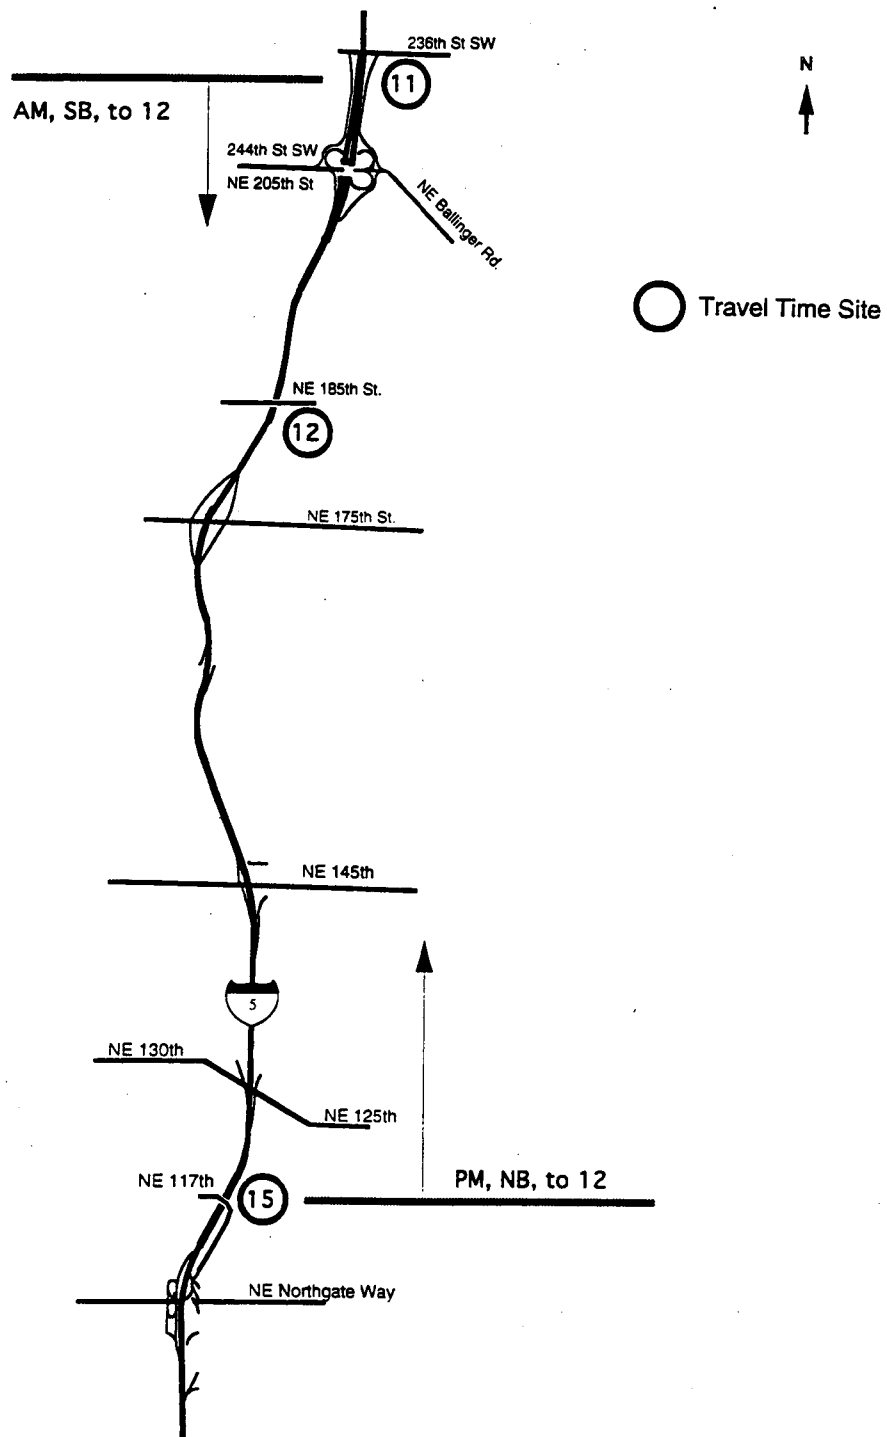 236th St SW
11
N
AM, SB, to 12
244th St SW
NE 205th St
NE Ballinger Rd.
Travel Time Site
NE 185th St.
12
NE 175th St.
NE 145th
5
NE 130th
NE 125th
NE 117th
15
PM, NB, to 12
NE Northgate Way